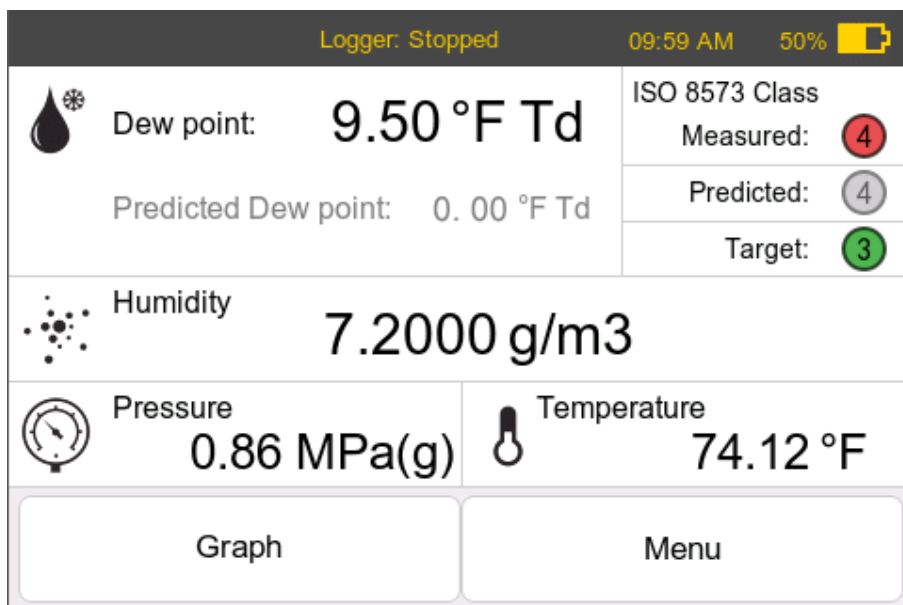 Logger: Stopped 09:59 AM 50%
Dew point: 9.50 °F Td
Predicted Dew point: 0. 00 °F Td
ISO 8573 Class
Measured: 4
Predicted: 4
Target: 3
Humidity
7.2000 g/m3
Pressure
0.86 MPa(g)
Temperature
74.12 °F
Graph
Menu